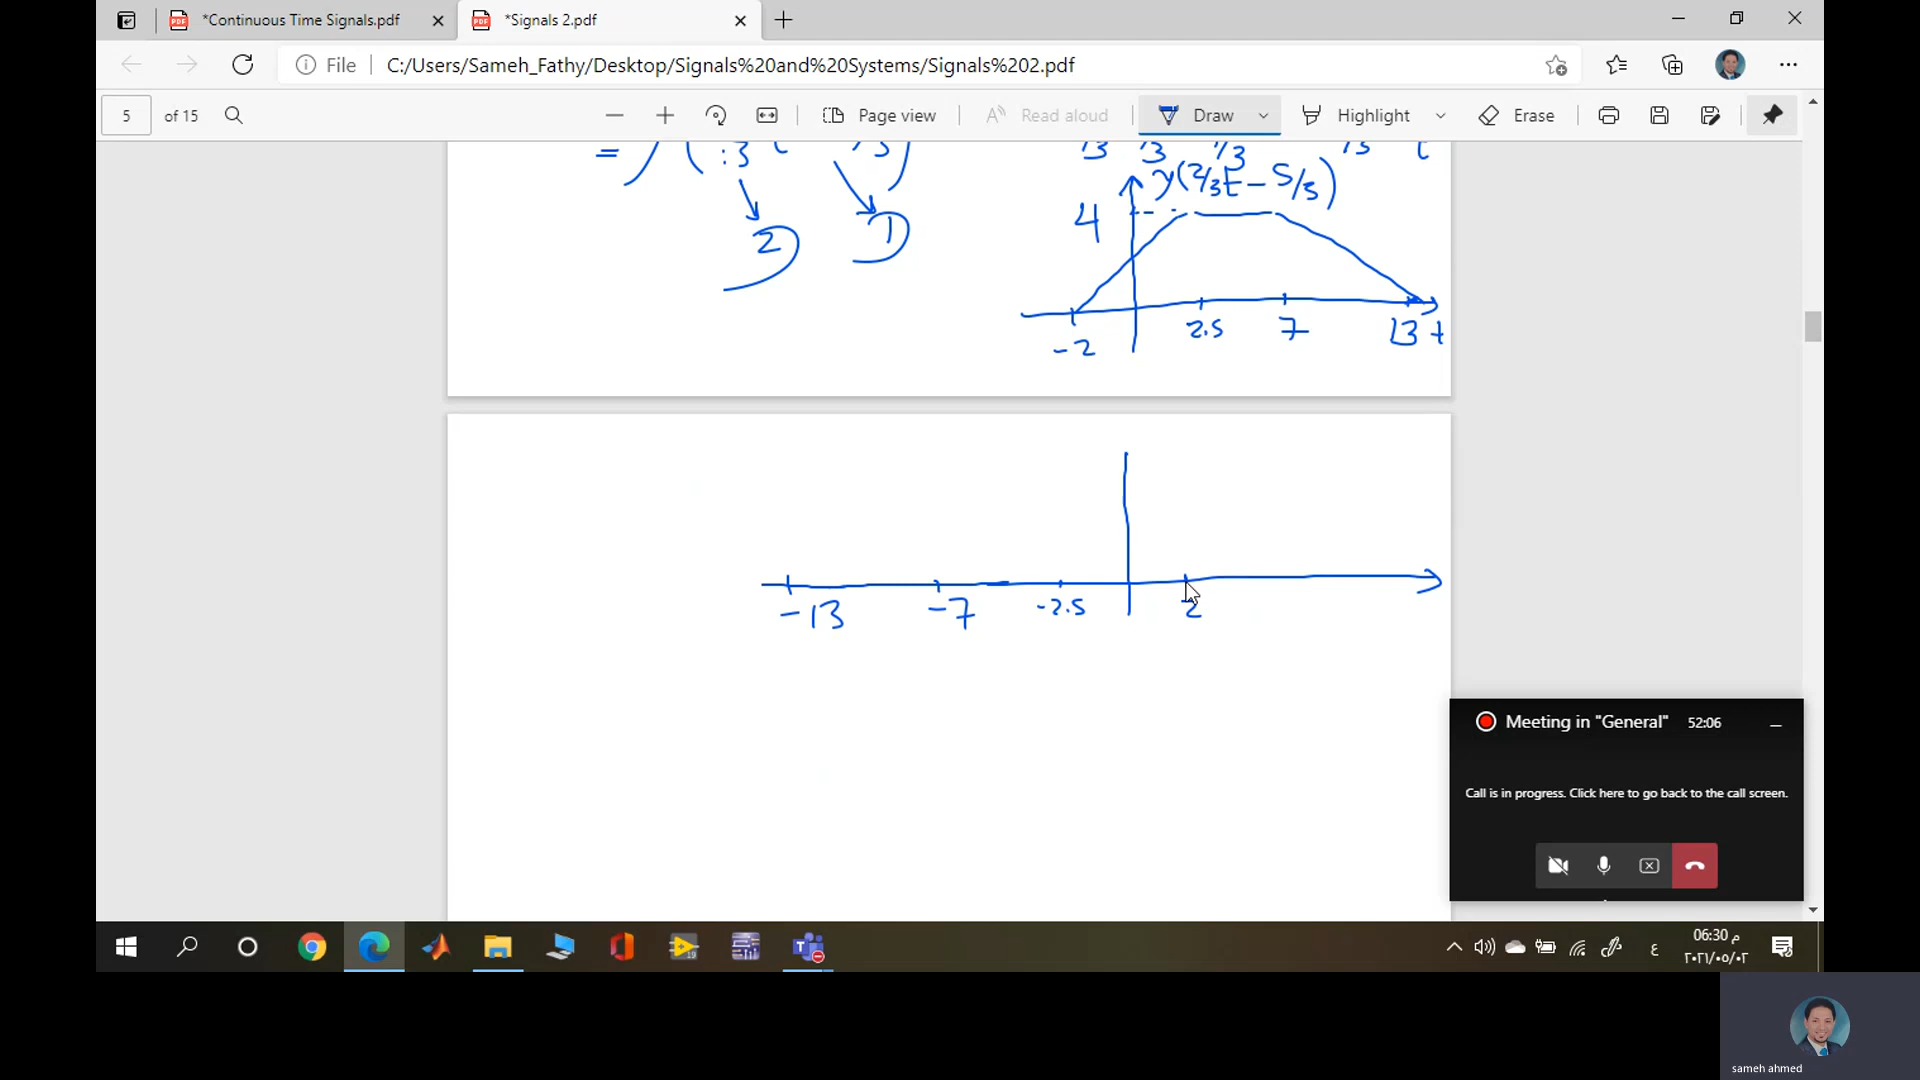 *Continuous Time Signals.pdf
*Signals 2.pdf
File
C:/Users/Sameh_Fathy/Desktop/Signals%20and%20Systems/Signals%202.pdf
5 of 15
Page view
Read aloud
Draw
Highlight
Erase
2 1
y(2/3t - 5/3)
4
-2 2.5 7 13 t
-13 -7 -2.5 2
Meeting in "General" 52:06
Call is in progress. Click here to go back to the call screen.
06:30 م
٢٠٢١/٠٥/٠٢
ع
sameh ahmed